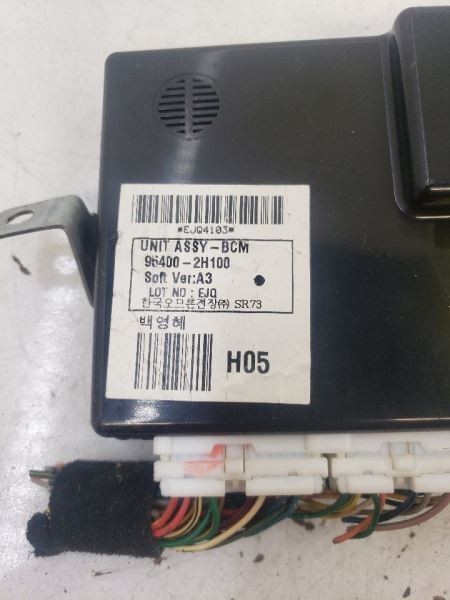 *EJQ4103*
UNIT ASSY-BCM
95400-2H100
Soft Ver:A3
LOT NO : EJQ
한국오므론전장㈜ SR73
백영혜
H05